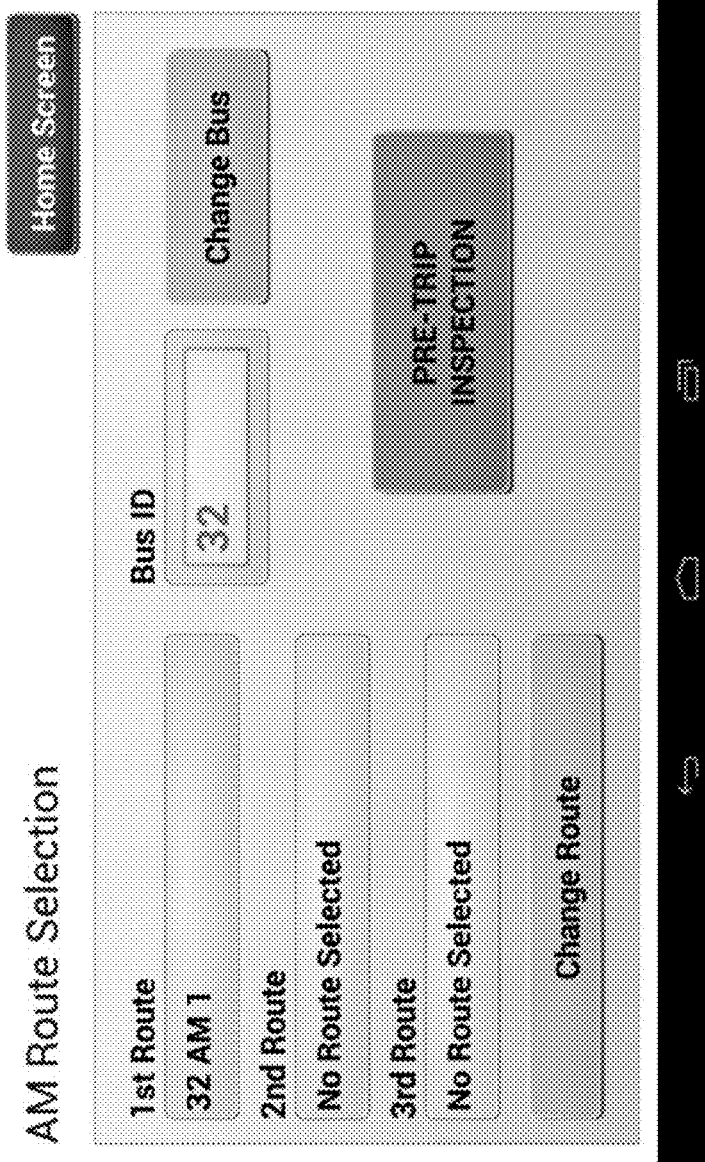 AM Route Selection
Home Screen
1st Route
32 AM 1
2nd Route
No Route Selected
3rd Route
No Route Selected
Change Route
Bus ID
32
Change Bus
PRE-TRIP
INSPECTION